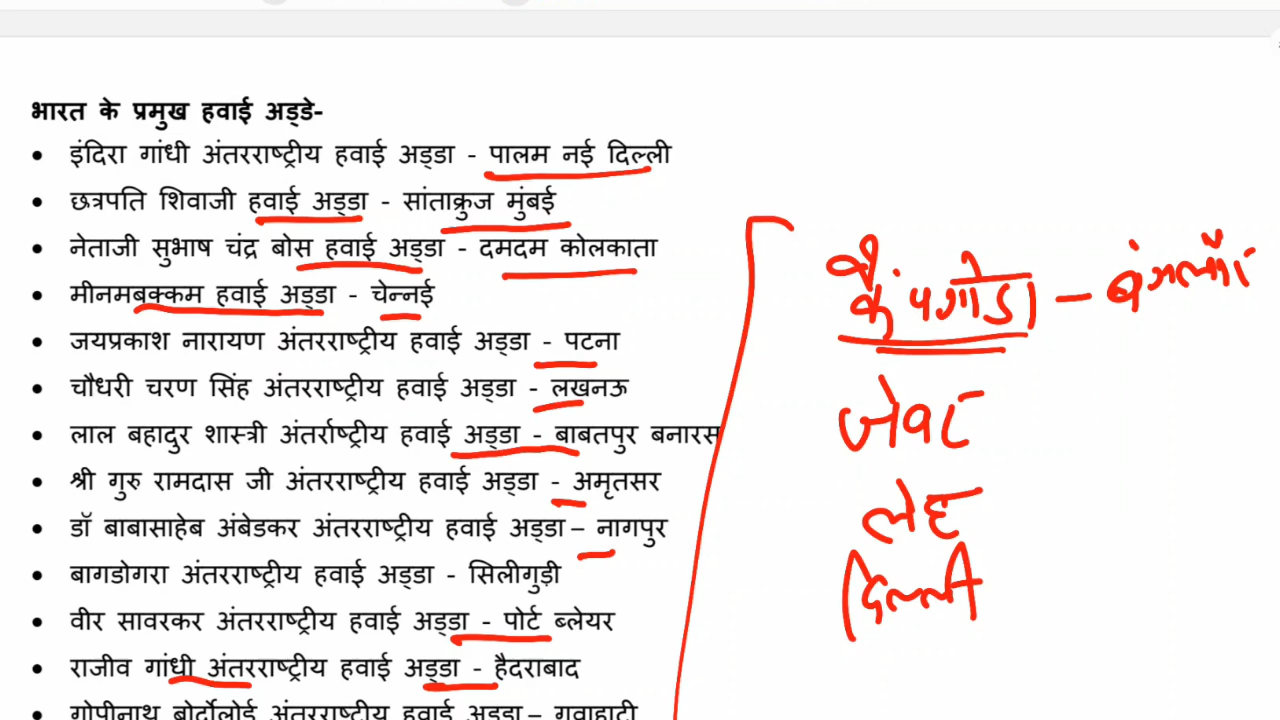 भारत के प्रमुख हवाई अड्डे-
• इंदिरा गांधी अंतरराष्ट्रीय हवाई अड्डा - पालम नई दिल्ली
• छत्रपति शिवाजी हवाई अड्डा - सांताक्रुज मुंबई
• नेताजी सुभाष चंद्र बोस हवाई अड्डा - दमदम कोलकाता
• मीनमबक्कम हवाई अड्डा - चेन्नई
• जयप्रकाश नारायण अंतरराष्ट्रीय हवाई अड्डा - पटना
• चौधरी चरण सिंह अंतरराष्ट्रीय हवाई अड्डा - लखनऊ
• लाल बहादुर शास्त्री अंतर्राष्ट्रीय हवाई अड्डा - बाबतपुर बनारस
• श्री गुरु रामदास जी अंतरराष्ट्रीय हवाई अड्डा - अमृतसर
• डॉ बाबासाहेब अंबेडकर अंतरराष्ट्रीय हवाई अड्डा– नागपुर
• बागडोगरा अंतरराष्ट्रीय हवाई अड्डा - सिलीगुड़ी
• वीर सावरकर अंतरराष्ट्रीय हवाई अड्डा - पोर्ट ब्लेयर
• राजीव गांधी अंतरराष्ट्रीय हवाई अड्डा - हैदराबाद
• गोपीनाथ बोर्दोलोई अंतरराष्ट्रीय हवाई अड्डा– गुवाहाटी
जेवर
लेह
दिल्ली